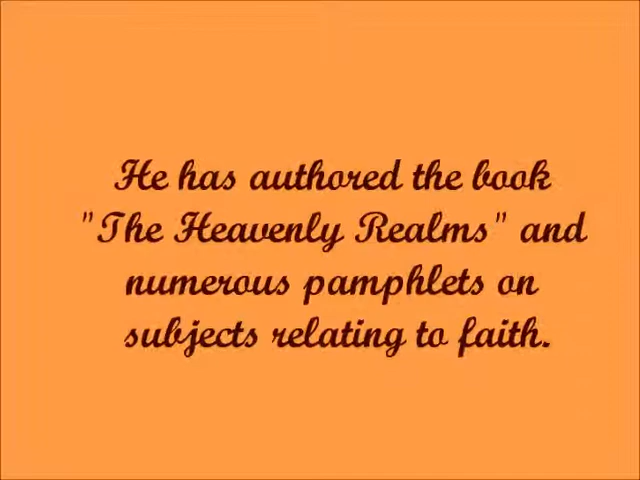 He has authored the book
"The Heavenly Realms" and
numerous pamphlets on
subjects relating to faith.